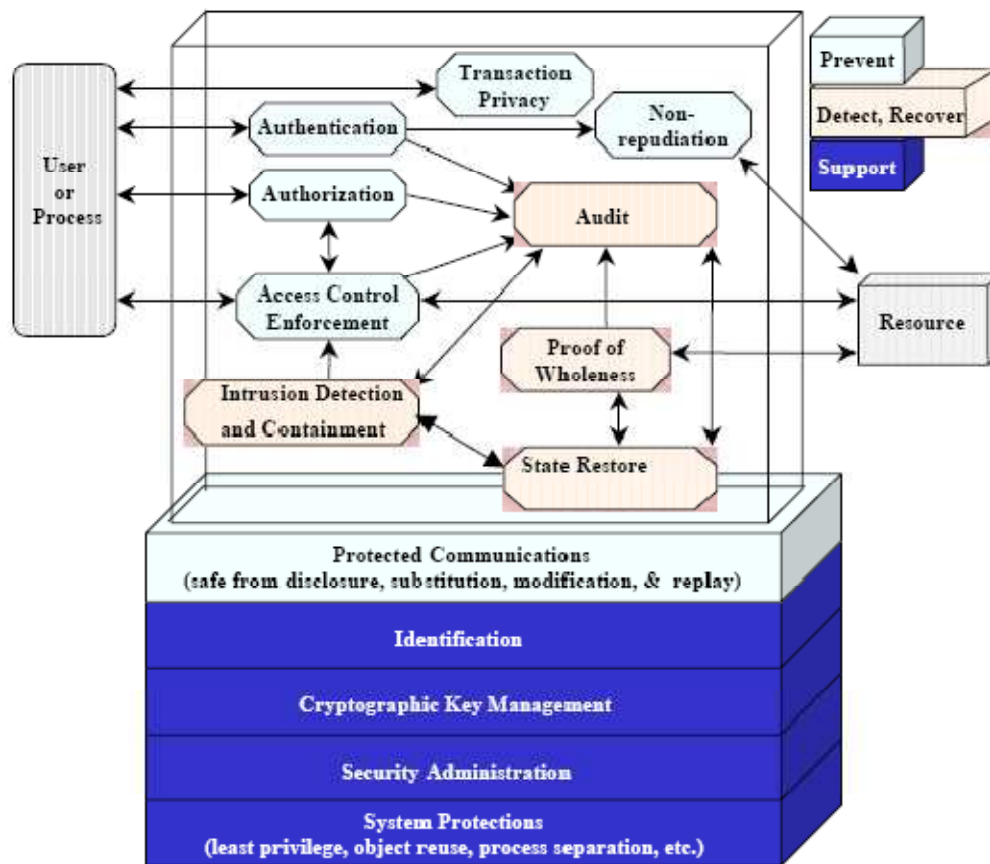 Prevent
Detect, Recover
Support
User
or
Process
Transaction
Privacy
Authentication
Non-
repudiation
Authorization
Audit
Access Control
Enforcement
Resource
Proof of
Wholeness
Intrusion Detection
and Containment
State Restore
Protected Communications
(safe from disclosure, substitution, modification, & replay)
Identification
Cryptographic Key Management
Security Administration
System Protections
(least privilege, object reuse, process separation, etc.)